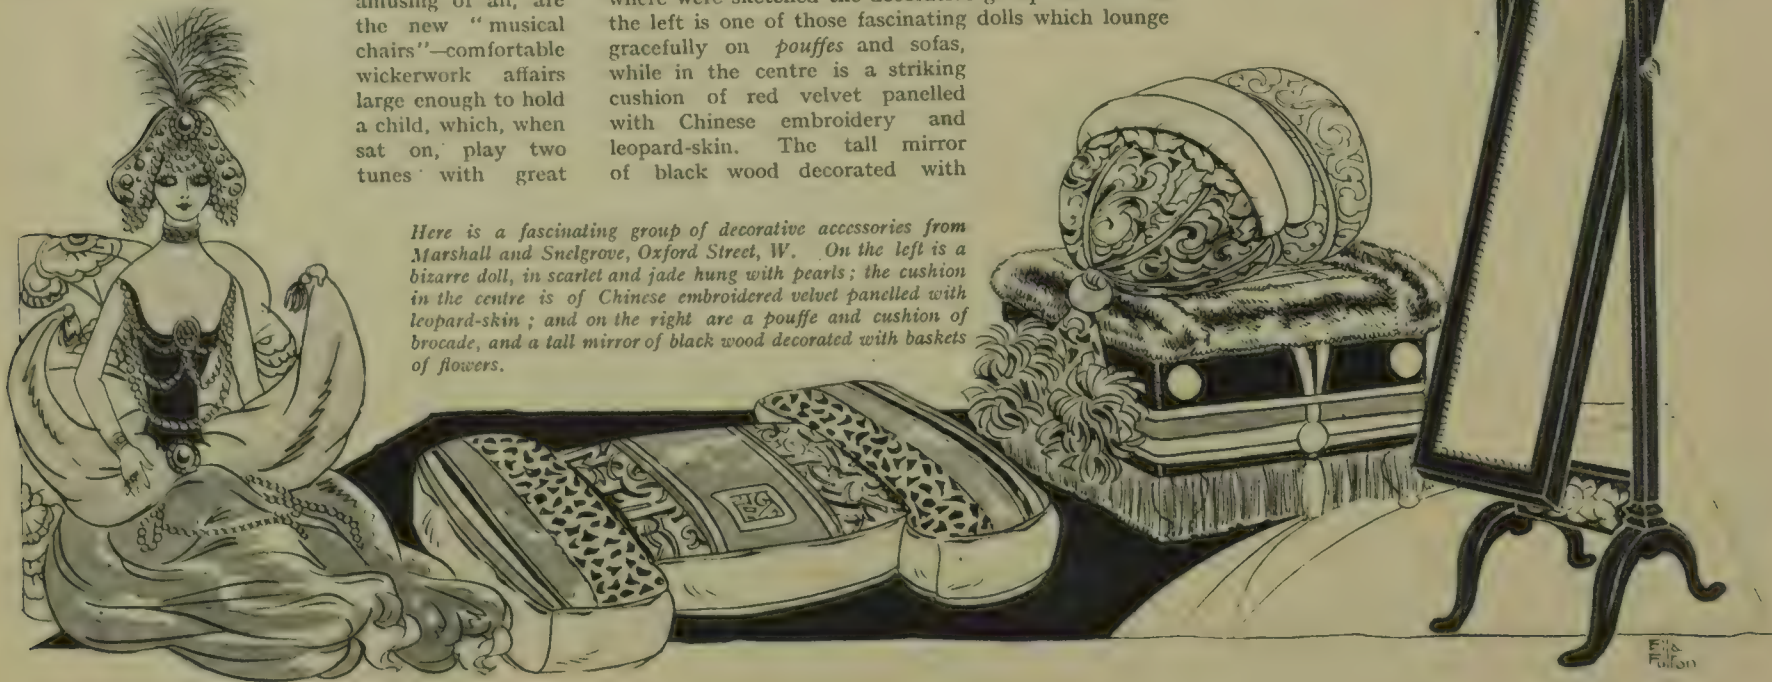 amusing of all, are
the new "musical
chairs"—comfortable
wickerwork affairs
large enough to hold
a child, which, when
sat on, play two
tunes with great
where were sketched the decorative
the left is one of those fascinating dolls which lounge
gracefully on pouffes and sofas,
while in the centre is a striking
cushion of red velvet panelled
with Chinese embroidery and
leopard-skin. The tall mirror
of black wood decorated with
Here is a fascinating group of decorative accessories from
Marshall and Snelgrove, Oxford Street, W. On the left is a
bizarre doll, in scarlet and jade hung with pearls; the cushion
in the centre is of Chinese embroidered velvet panelled with
leopard-skin; and on the right are a pouffe and cushion of
brocade, and a tall mirror of black wood decorated with baskets
of flowers.
Fulton